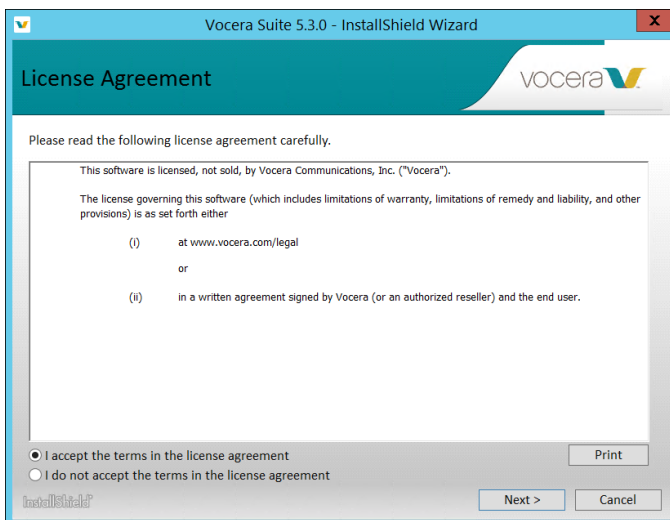 Vocera Suite 5.3.0 - InstallShield Wizard
x
License Agreement
vocera
Please read the following license agreement carefully.
This software is licensed, not sold, by Vocera Communications, Inc. ("Vocera").
The license governing this software (which includes limitations of warranty, limitations of remedy and liability, and other
provisions) is as set forth either
(i) at www.vocera.com/legal
or
(ii) in a written agreement signed by Vocera (or an authorized reseller) and the end user.
I accept the terms in the license agreement
Print
I do not accept the terms in the license agreement
InstallShield
Next >
Cancel